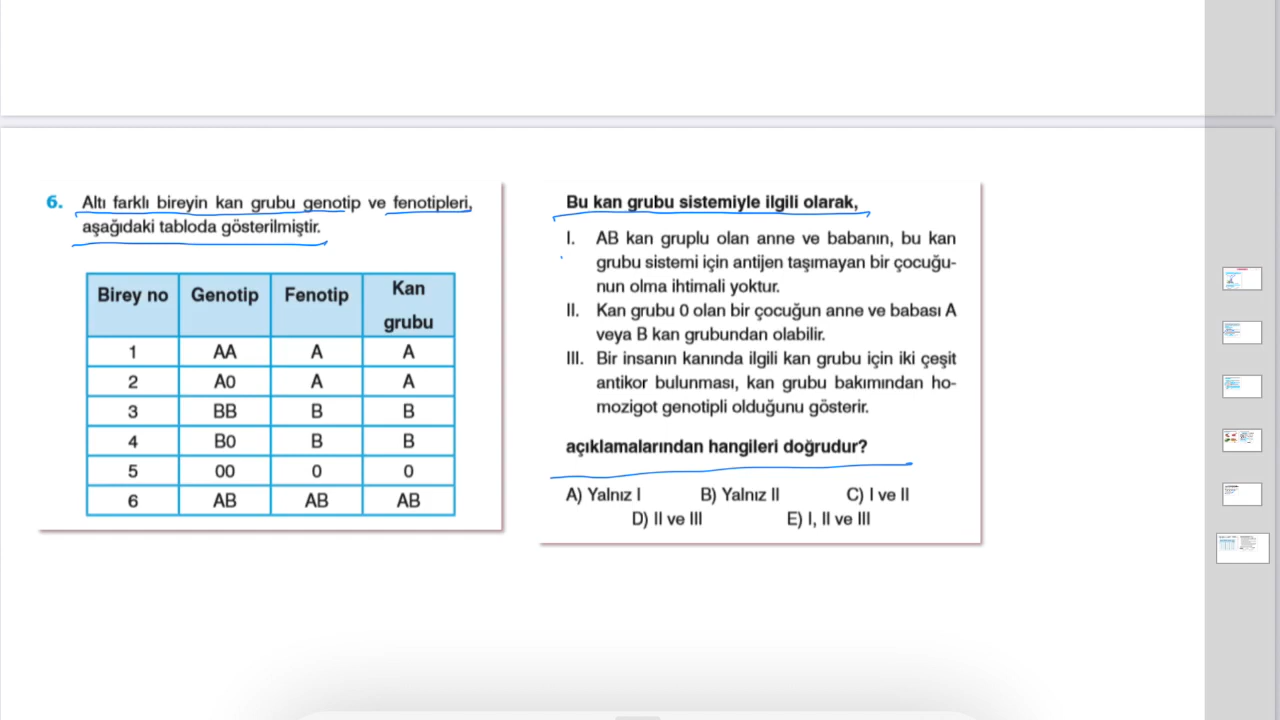 6. Altı farklı bireyin kan grubu genotip ve fenotipleri,
aşağıdaki tabloda gösterilmiştir.
Birey no Genotip Fenotip Kan grubu
1 AA A A
2 A0 A A
3 BB B B
4 B0 B B
5 00 0 0
6 AB AB AB
Bu kan grubu sistemiyle ilgili olarak,
I. AB kan gruplu olan anne ve babanın, bu kan
grubu sistemi için antijen taşımayan bir çocuğu-
nun olma ihtimali yoktur.
II. Kan grubu 0 olan bir çocuğun anne ve babası A
veya B kan grubundan olabilir.
III. Bir insanın kanında ilgili kan grubu için iki çeşit
antikor bulunması, kan grubu bakımından ho-
mozigot genotipli olduğunu gösterir.
açıklamalarından hangileri doğrudur?
A) Yalnız I B) Yalnız II C) I ve II
D) II ve III E) I, II ve III